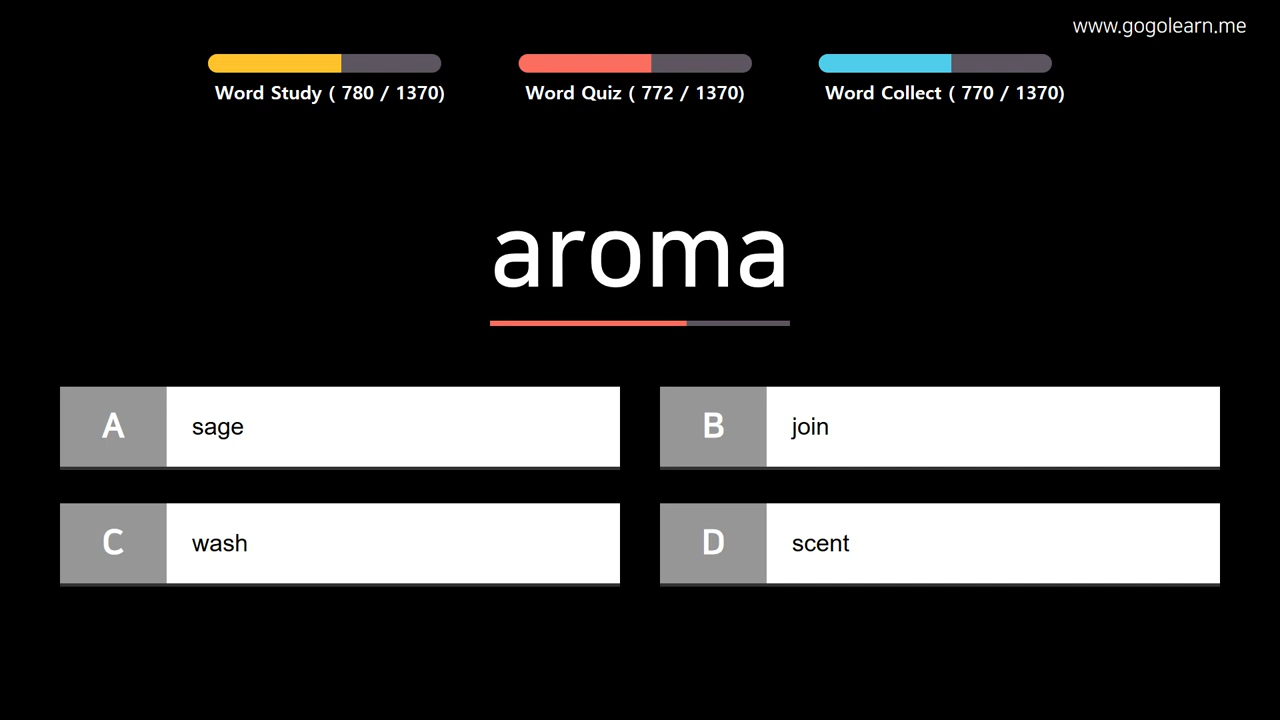 www.gogolearn.me
Word Study ( 780 / 1370)
Word Quiz ( 772 / 1370)
Word Collect ( 770 / 1370)
aroma
A sage
B join
C wash
D scent